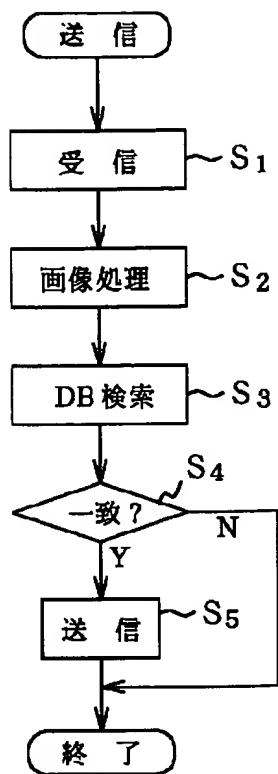 送 信
受 信 S1
画像処理 S2
DB検索 S3
S4
一致?
N
Y
送 信 S5
終 了